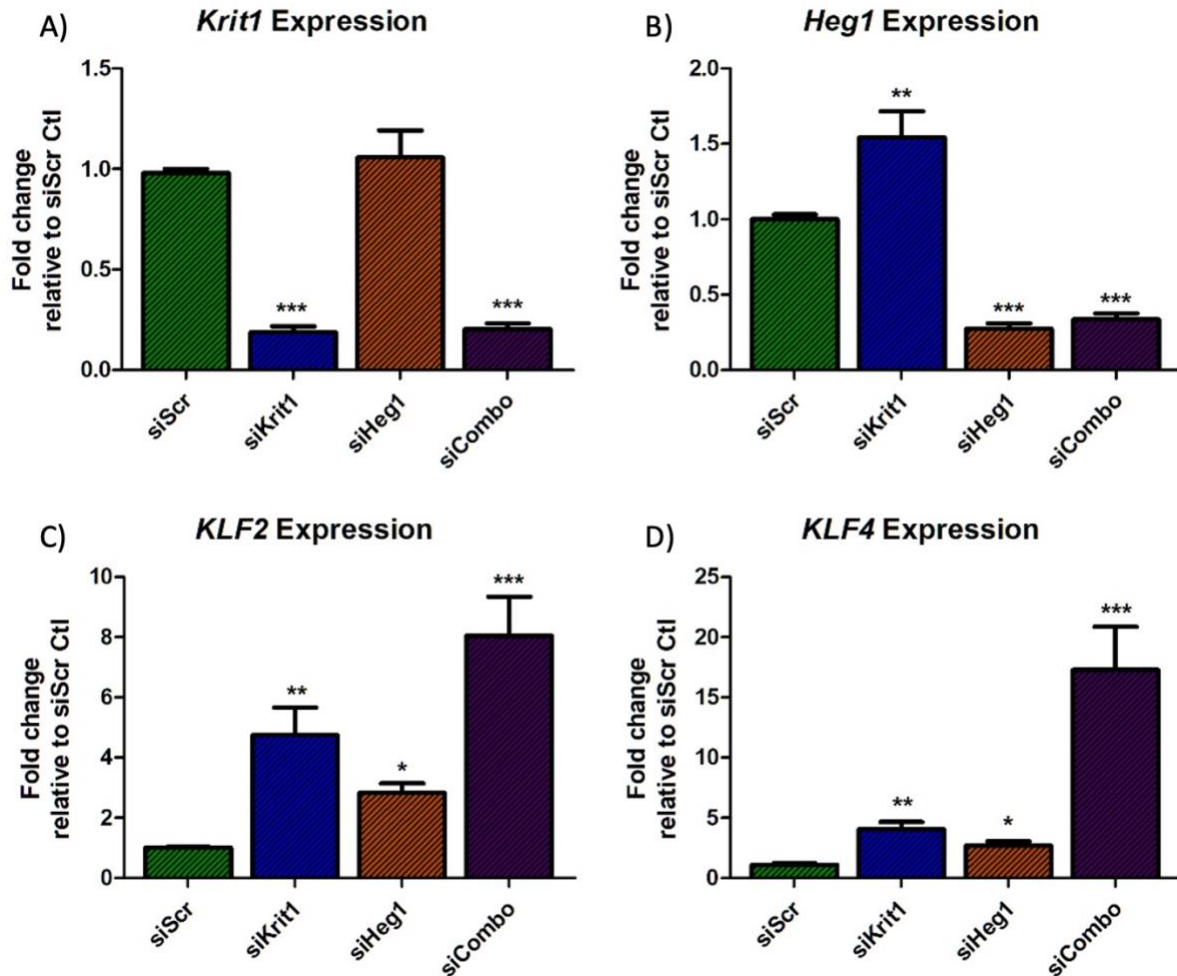 A) Krit1 Expression
Fold change
relative to siScr Ctl
1.5
1.0
0.5
0.0
***
***
siScr
siKrit1
siHeg1
siCombo
B) Heg1 Expression
Fold change
relative to siScr Ctl
2.0
1.5
1.0
0.5
0.0
**
***
***
siScr
siKrit1
siHeg1
siCombo
C) KLF2 Expression
Fold change
relative to siScr Ctl
10
8
6
4
2
0
**
*
***
siScr
siKrit1
siHeg1
siCombo
D) KLF4 Expression
Fold change
relative to siScr Ctl
25
20
15
10
5
0
**
*
***
siScr
siKrit1
siHeg1
siCombo